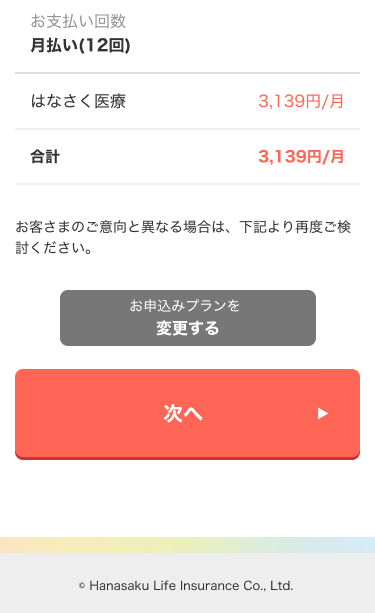 お支払い回数
月払い(12回)
はなさく医療 3,139円/月
合計 3,139円/月
お客さまのご意向と異なる場合は、下記より再度ご検
討ください。
お申込みプランを
変更する
次へ
© Hanasaku Life Insurance Co., Ltd.